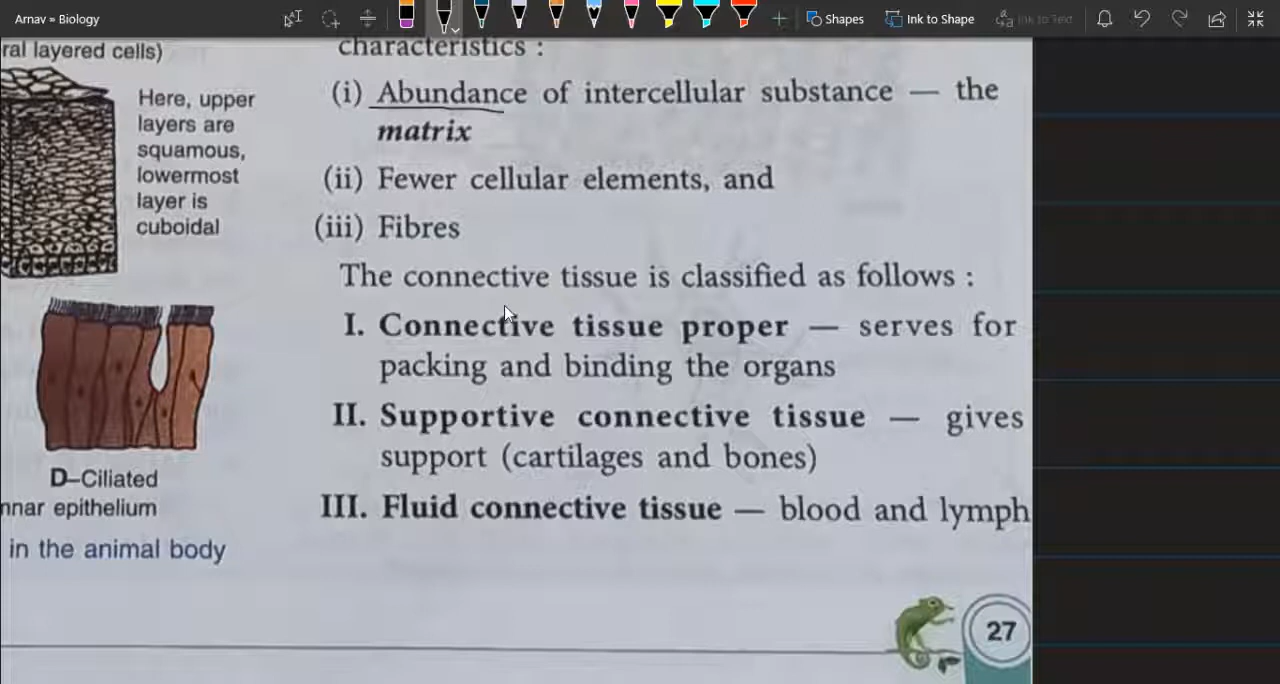 Arnav » Biology
Shapes
Ink to Shape
Ink to Text
ral layered cells)
Here, upper
layers are
squamous,
lowermost
layer is
cuboidal
D–Ciliated
nnar epithelium
in the animal body
characteristics :
(i) Abundance of intercellular substance — the
matrix
(ii) Fewer cellular elements, and
(iii) Fibres
The connective tissue is classified as follows :
I. Connective tissue proper — serves for
packing and binding the organs
II. Supportive connective tissue — gives
support (cartilages and bones)
III. Fluid connective tissue — blood and lymph
27